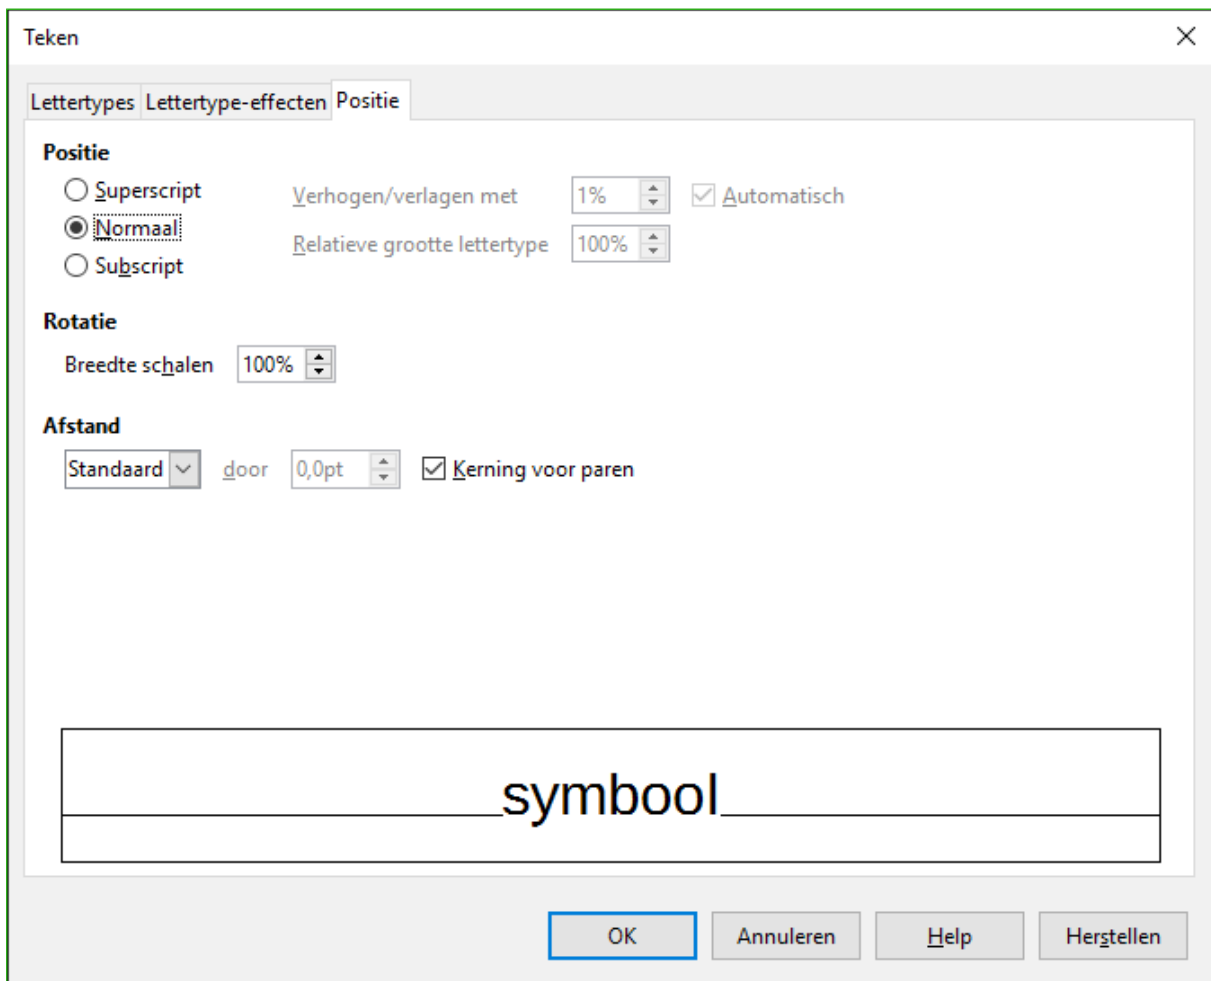 Teken
Lettertypes Lettertype-effecten Positie
Positie
Superscript Verhogen/verlagen met 1% Automatisch
Normaal
Relatieve grootte lettertype 100%
Subscript
Rotatie
Breedte schalen 100%
Afstand
Standaard door 0,0pt Kerning voor paren
symbool
OK Annuleren Help Herstellen